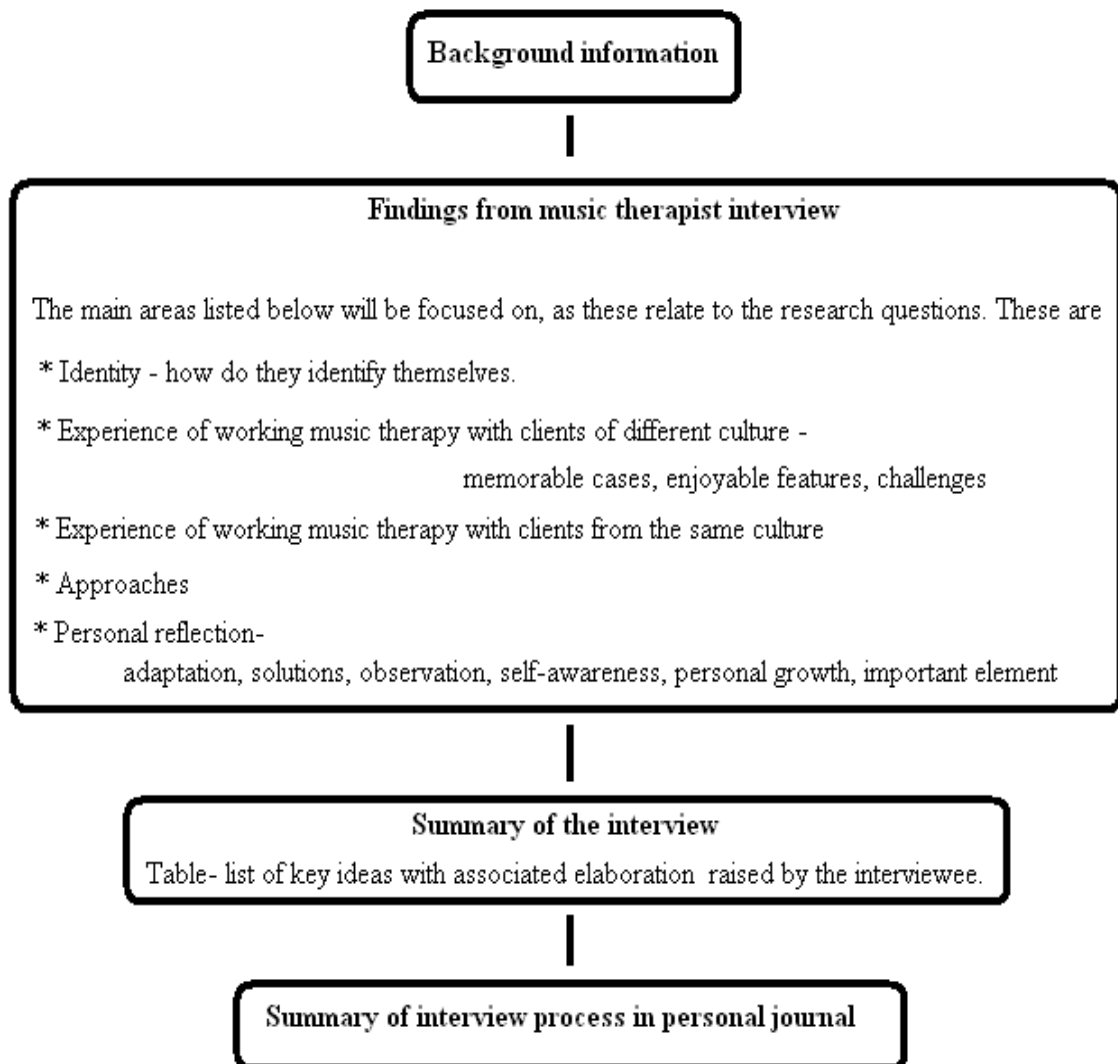 Background information
Findings from music therapist interview
The main areas listed below will be focused on, as these relate to the research questions. These are
* Identity - how do they identify themselves.
* Experience of working music therapy with clients of different culture -
memorable cases, enjoyable features, challenges
* Experience of working music therapy with clients from the same culture
* Approaches
* Personal reflection-
adaptation, solutions, observation, self-awareness, personal growth, important element
Summary of the interview
Table- list of key ideas with associated elaboration raised by the interviewee.
Summary of interview process in personal journal